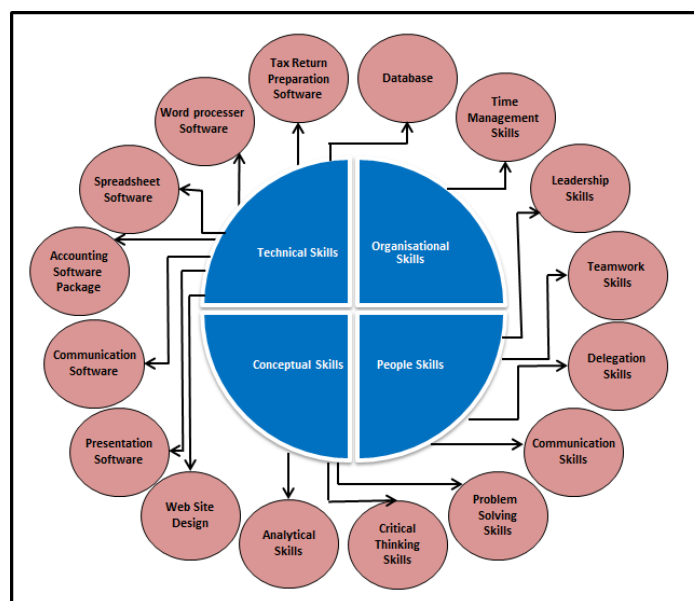 Tax Return
Preparation
Software
Database
Time
Management
Skills
Word processer
Software
Leadership
Skills
Spreadsheet
Software
Technical Skills
Organisational
Skills
Teamwork
Skills
Accounting
Software
Package
Communication
Software
Conceptual Skills
People Skills
Delegation
Skills
Presentation
Software
Communication
Skills
Web Site
Design
Analytical
Skills
Critical
Thinking
Skills
Problem
Solving
Skills